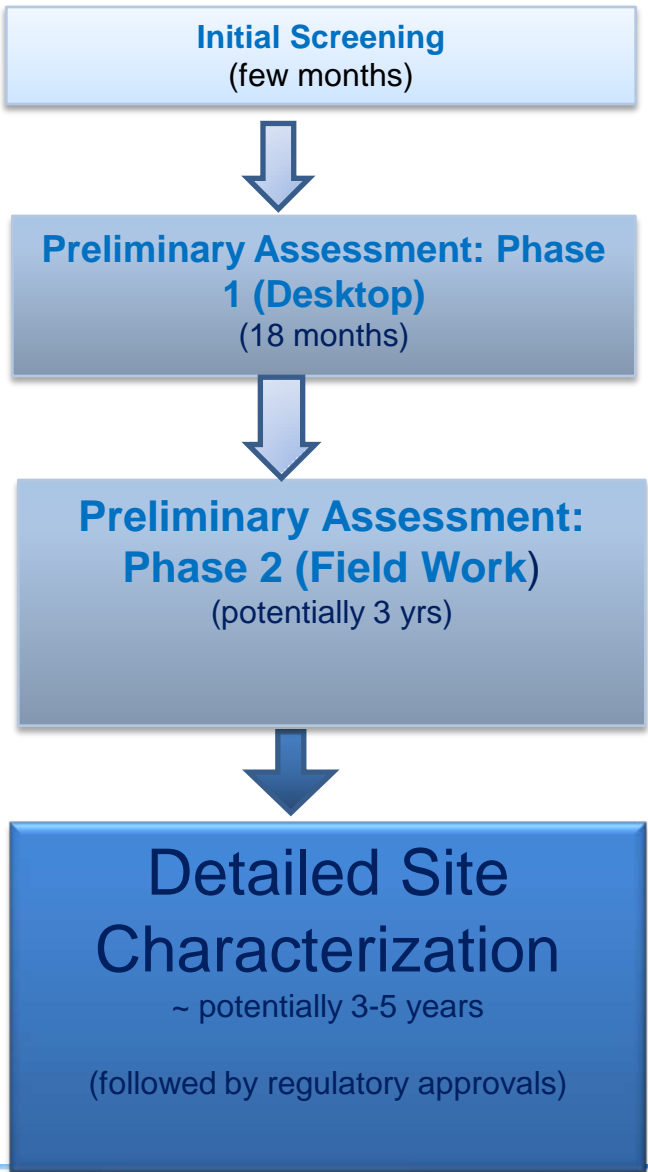 Initial Screening
(few months)
Preliminary Assessment: Phase
1 (Desktop)
(18 months)
Preliminary Assessment:
Phase 2 (Field Work)
(potentially 3 yrs)
Detailed Site
Characterization
~ potentially 3-5 years
(followed by regulatory approvals)